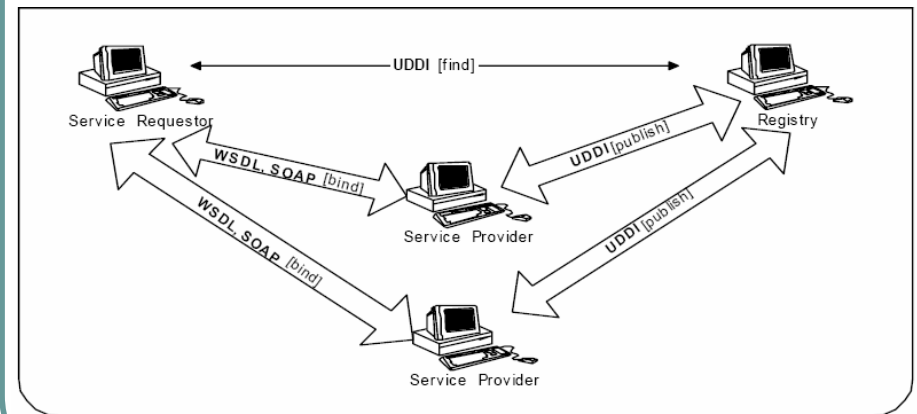 UDDI [find]
Service Requestor
Registry
WSDL, SOAP [bind]
UDDI [publish]
Service Provider
WSDL, SOAP [bind]
UDDI [publish]
Service Provider